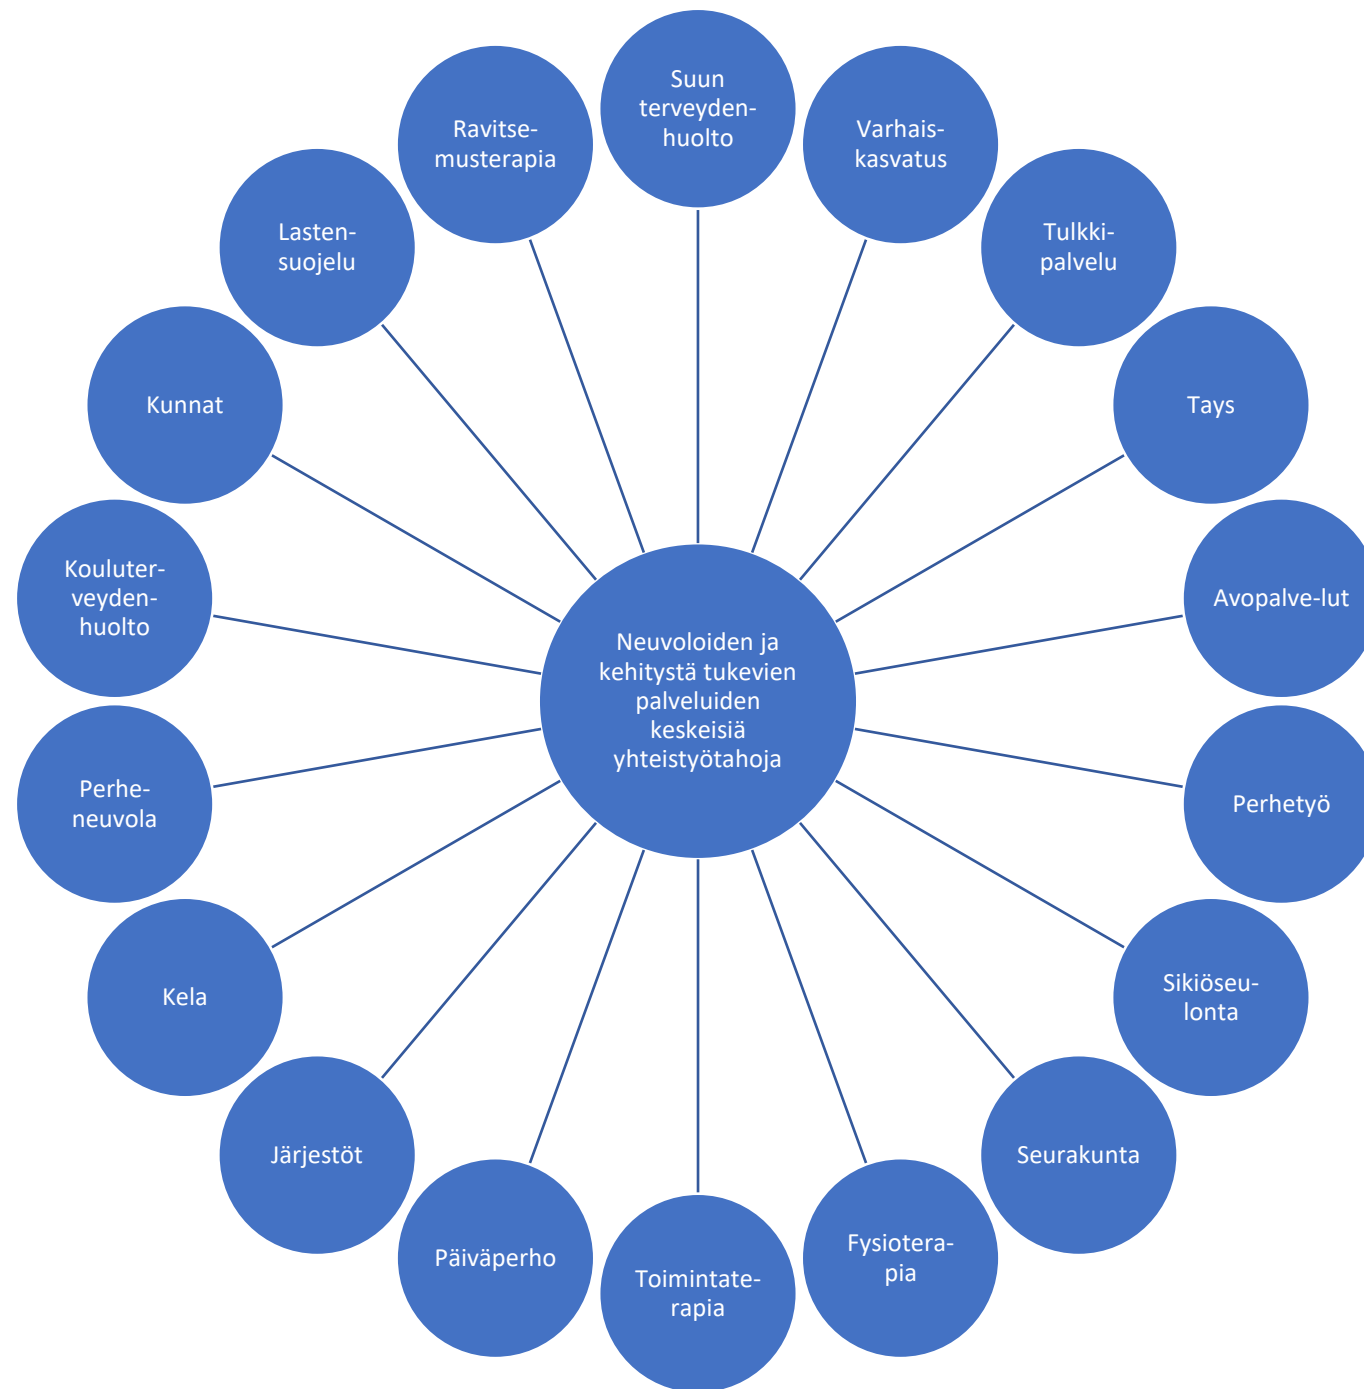 Suun
terveyden-
huolto
Varhais-
kasvatus
Tulkki-
palvelu
Tays
Avopalve-lut
Perhetyö
Sikiöseu-
lonta
Seurakunta
Fysiotera-
pia
Toimintate-
rapia
Päiväperho
Järjestöt
Kela
Perhe-
neuvola
Kouluter-
veyden-
huolto
Kunnat
Lasten-
suojelu
Ravitse-
musterapia
Neuvoloiden ja
kehitystä tukevien
palveluiden
keskeisiä
yhteistyötahoja